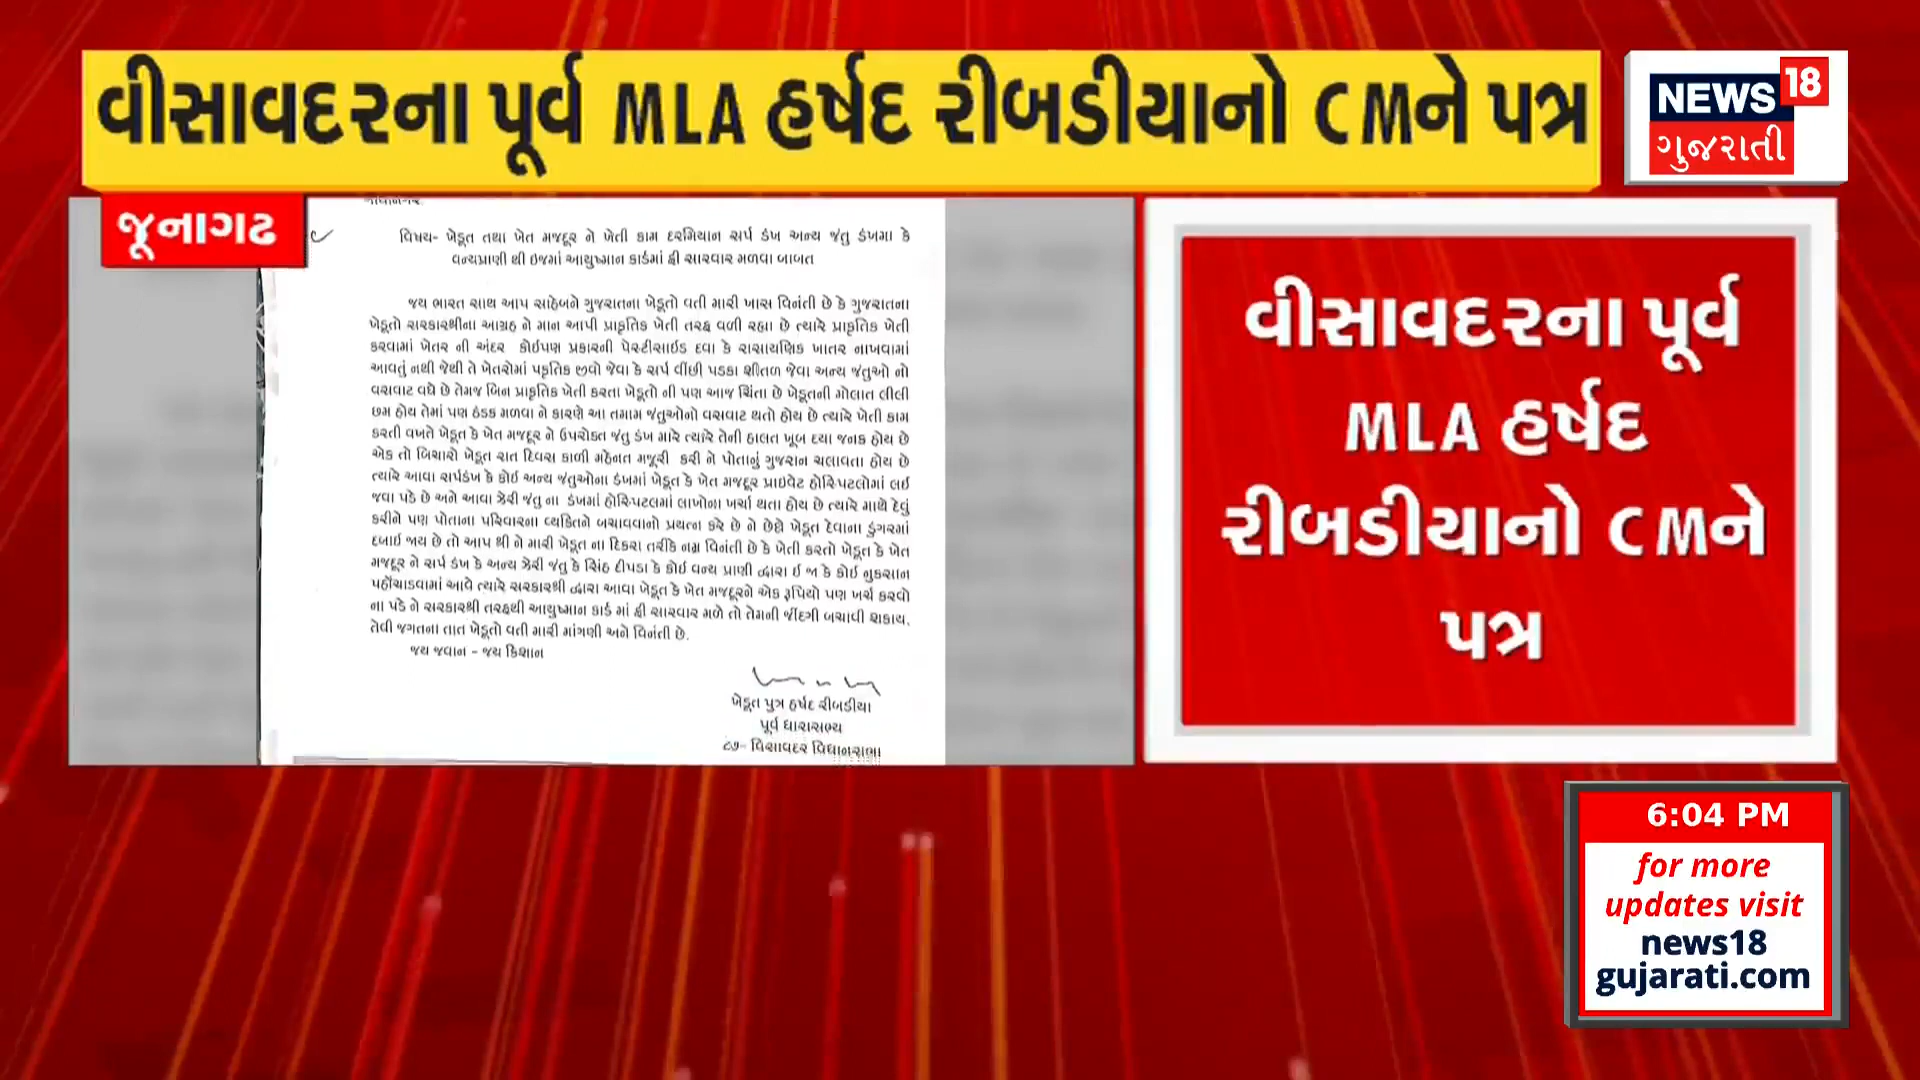 વીસાવદરના પૂર્વ MLA હર્ષદ રીબડીયાનો CMને પત્ર
NEWS 18
ગુજરાતી
જૂનાગઢ
વિષય- ખેડૂત તથા ખેત મજદૂર ને ખેતી કામ દરમિયાન સર્પ ડંખ અન્ય જંતુ ડંખમા કે
વન્યપ્રાણી થી ઇજામાં આયુષ્માન કાર્ડમાં ફ્રી સારવાર મળવા બાબત
જય ભારત સાથ આપ સાહેબને ગુજરાતના ખેડૂતો વતી મારી ખાસ વિનંતી છે કે ગુજરાતના
ખેડૂતો સરકારશ્રીના આગ્રહ ને માન આપી પ્રાકૃતિક ખેતી તરફ વળી રહ્યા છે ત્યારે પ્રાકૃતિક ખેતી
કરવામાં ખેતર ની અંદર કોઈપણ પ્રકારની પેસ્ટીસાઇડ દવા કે રાસાયણિક ખાતર નાખવામાં
આવતું નથી જેથી તે ખેતરોમાં પકૃતિક જીવો જેવા કે સર્પ વીંછી પડકા શીતળ જેવા અન્ય જંતુઓ નો
વસવાટ વધે છે તેમજ બિન પ્રાકૃતિક ખેતી કરતા ખેડૂતો ની પણ આજ ચિંતા છે ખેડૂતની મોલાત લીલી
છમ હોય તેમાં પણ ઠંડક મળવા ને કારણે આ તમામ જંતુઓનો વસવાટ થતો હોય છે ત્યારે ખેતી કામ
કરતી વખતે ખેડૂત કે ખેત મજદૂર ને ઉપરોક્ત જંતુ ડંખ મારે ત્યારે તેની હાલત ખૂબ દયા જનક હોય છે
એક તો બિચારો ખેડૂત રાત દિવસ કાળી મહેનત મજૂરી કરી ને પોતાનું ગુજરાન ચલાવતા હોય છે
ત્યારે આવા સર્પડંખ કે કોઈ અન્ય જંતુઓના ડંખમાં ખેડૂત કે ખેત મજદૂર પ્રાઇવેટ હોસ્પિટલોમાં લઈ
જવા પડે છે અને આવા ઝેરી જંતુ ના ડંખમાં હોસ્પિટલમાં લાખોના ખર્ચા થતા હોય છે ત્યારે માથે દેવું
કરીને પણ પોતાના પરિવારના વ્યક્તિને બચાવવાનો પ્રયત્ન કરે છે ને છેલ્લે ખેડૂત દેવાના ડુંગરમાં
દબાઈ જાય છે તો આપ શ્રી ને મારી ખેડૂત ના દિકરા તરીકે નમ્ર વિનંતી છે કે ખેતી કરતો ખેડૂત કે ખેત
મજદૂર ને સર્પ ડંખ કે અન્ય ઝેરી જંતુ કે સિંહ દીપડા કે કોઈ વન્ય પ્રાણી દ્વારા ઈ જા કે કોઈ નુકસાન
પહોંચાડવામાં આવે ત્યારે સરકારશ્રી દ્વારા આવા ખેડૂત કે ખેત મજદૂરને એક રૂપિયો પણ ખર્ચ કરવો
ના પડે ને સરકારશ્રી તરફથી આયુષ્માન કાર્ડ માં ફ્રી સારવાર મળે તો તેમની જીંદગી બચાવી શકાય.
તેવી જગતના તાત ખેડૂતો વતી મારી માંગણી અને વિનંતી છે.
જય જવાન - જય કિશાન
ખેડૂત પુત્ર હર્ષદ રીબડીયા
પૂર્વ ધારાસભ્ય
૮૭- વિસાવદર વિધાનસભા
વીસાવદરના પૂર્વ
MLA હર્ષદ
રીબડીયાનો CMને
પત્ર
6:04 PM
for more
updates visit
news18
gujarati.com